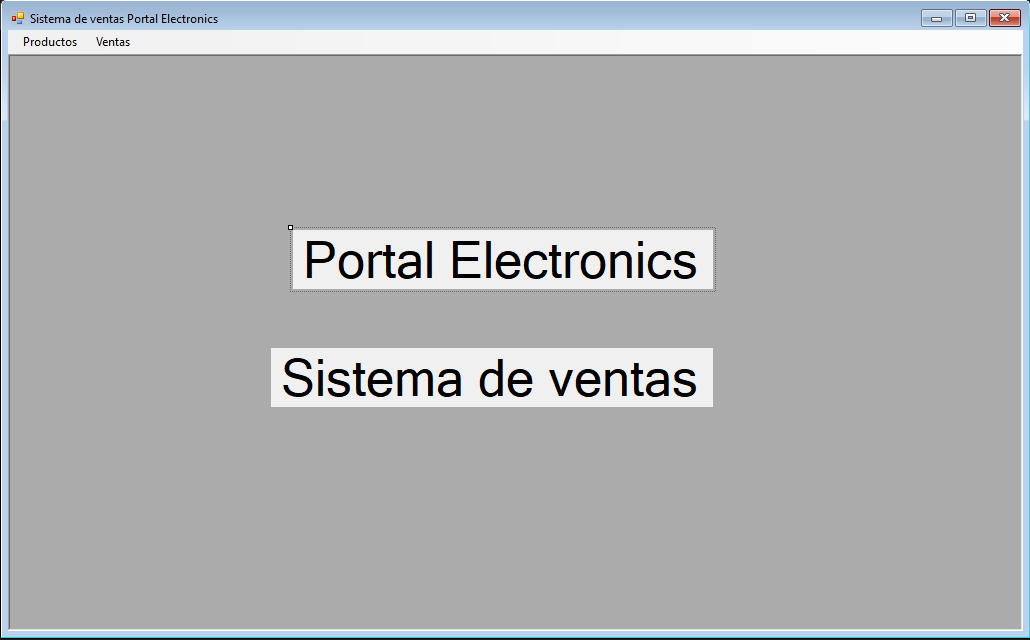 Sistema de ventas Portal Electronics
Productos Ventas
Portal Electronics
Sistema de ventas